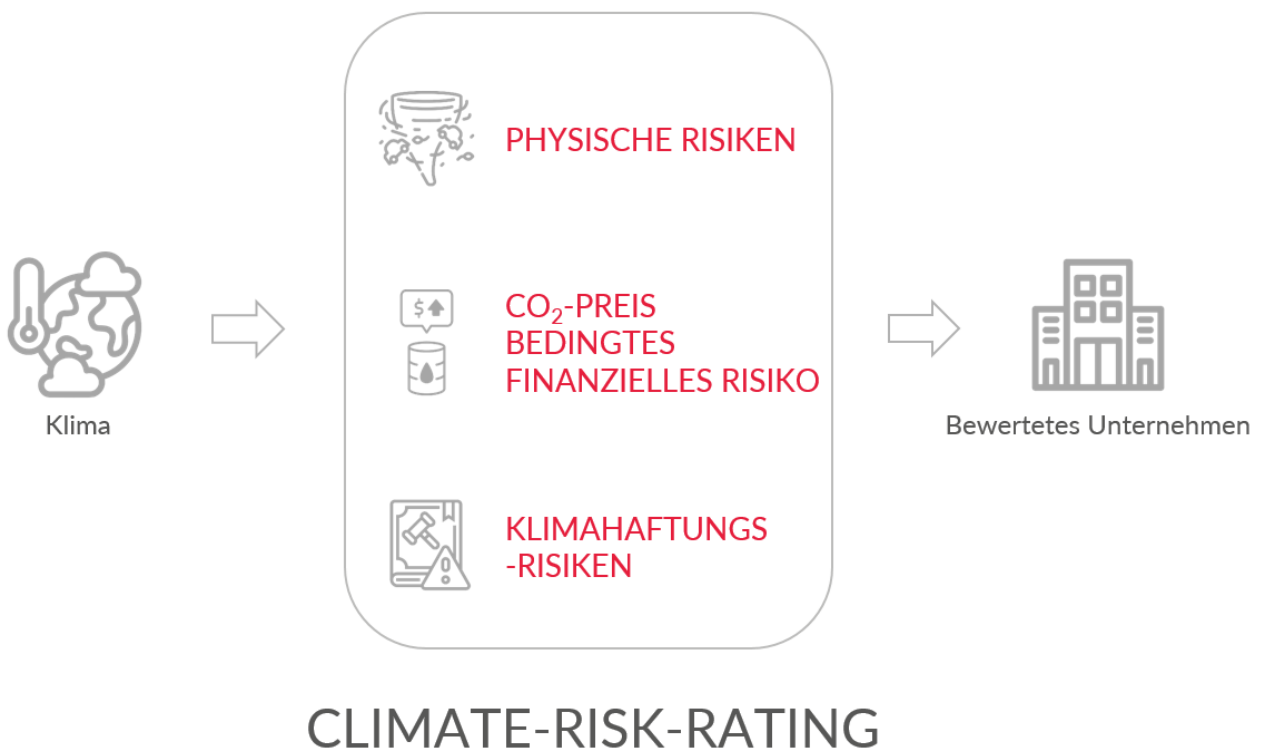 PHYSISCHE RISIKEN
$
CO₂-PREIS
BEDINGTES
FINANZIELLES RISIKO
Klima
Bewertetes Unternehmen
KLIMAHAFTUNGS
-RISIKEN
CLIMATE-RISK-RATING